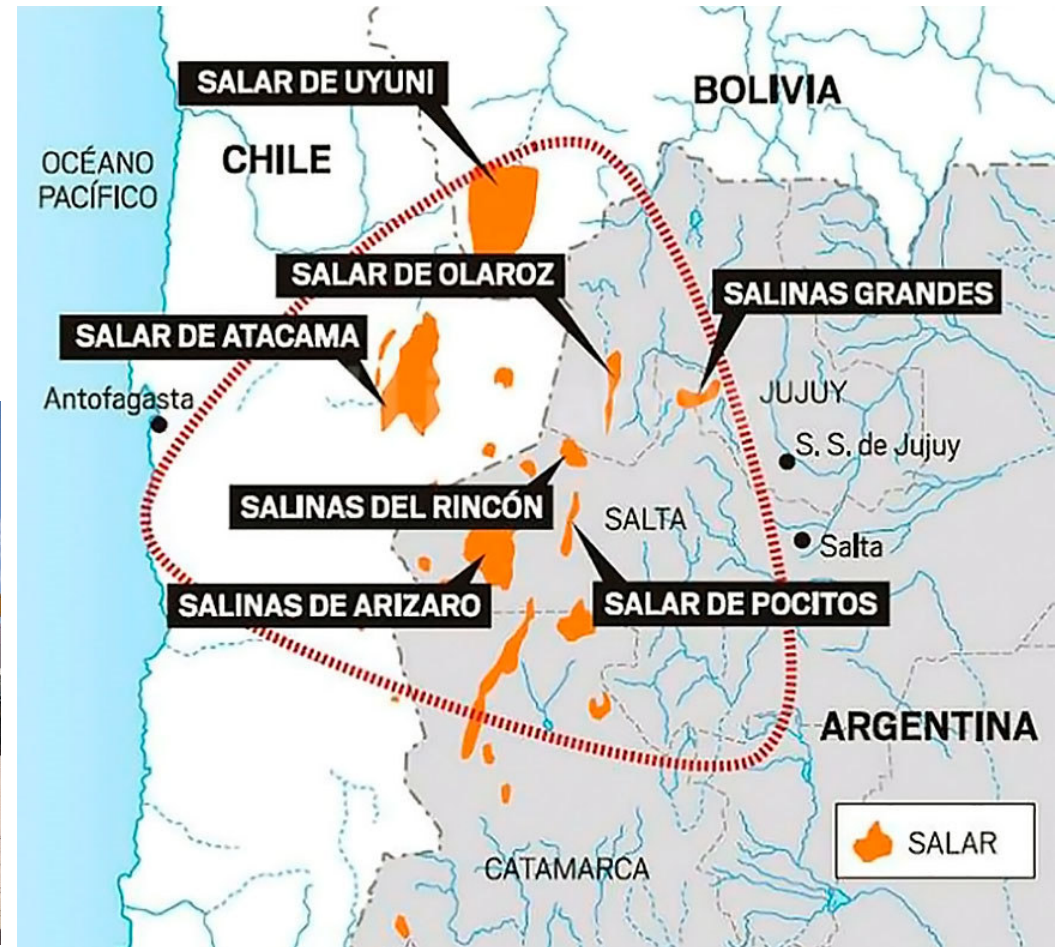 SALAR DE UYUNI
BOLIVIA
OCÉANO
PACÍFICO
CHILE
SALAR DE OLAROZ
SALINAS GRANDES
SALAR DE ATACAMA
Antofagasta
JUJUY
S. S. de Jujuy
SALINAS DEL RINCÓN
SALTA
Salta
SALINAS DE ARIZARO
SALAR DE POCITOS
ARGENTINA
SALAR
CATAMARCA